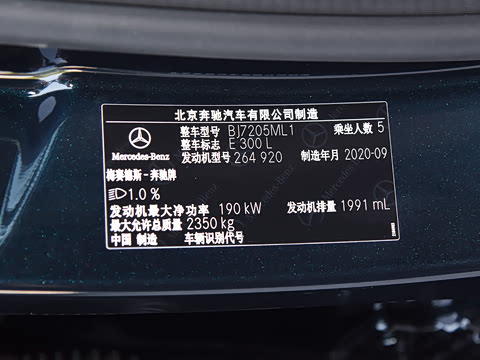 北京奔驰汽车有限公司制造
整车型号 BJ7205ML1 乘坐人数 5
整车标志 E 300 L
Mercedes-Benz 发动机型号 264 920 制造年月 2020-09
梅赛德斯-奔驰牌
1.0 %
发动机最大净功率 190 kW 发动机排量 1991 mL
最大允许总质量 2350 kg
中国 制造 车辆识别代号